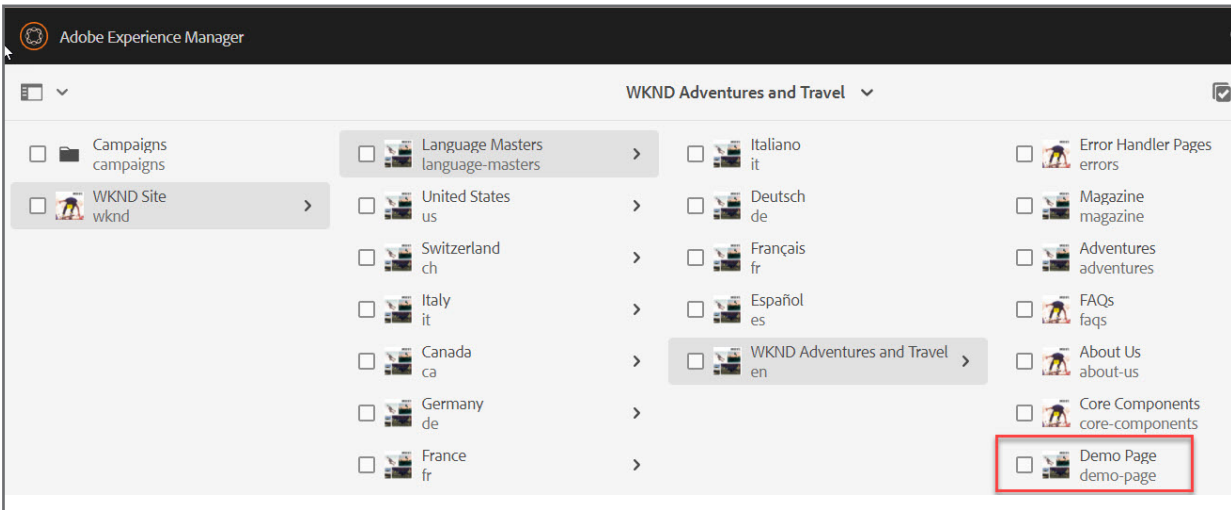 Adobe Experience Manager
WKND Adventures and Travel
Campaigns
campaigns
WKND Site
wknd
Language Masters
language-masters
United States
us
Switzerland
ch
Italy
it
Canada
ca
Germany
de
France
fr
Italiano
it
Deutsch
de
Français
fr
Español
es
WKND Adventures and Travel
en
Error Handler Pages
errors
Magazine
magazine
Adventures
adventures
FAQs
faqs
About Us
about-us
Core Components
core-components
Demo Page
demo-page